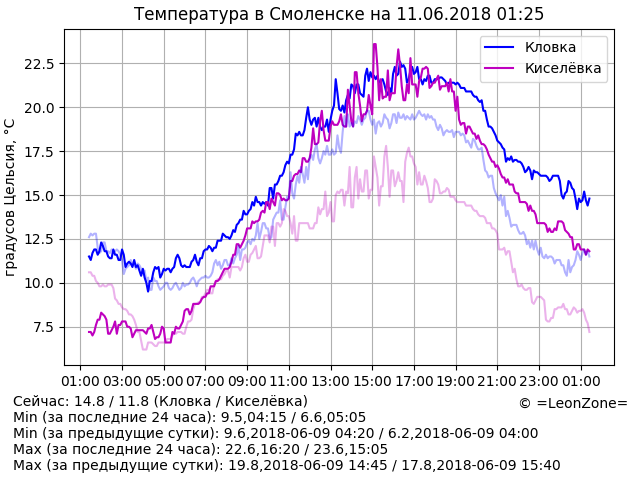 Температура в Смоленске на 11.06.2018 01:25
Кловка
Киселёвка
градусов Цельсия, °C
22.5
20.0
17.5
15.0
12.5
10.0
7.5
01:00 03:00 05:00 07:00 09:00 11:00 13:00 15:00 17:00 19:00 21:00 23:00 01:00
Сейчас: 14.8 / 11.8 (Кловка / Киселёвка)
© =LeonZone=
Min (за последние 24 часа): 9.5,04:15 / 6.6,05:05
Min (за предыдущие сутки): 9.6,2018-06-09 04:20 / 6.2,2018-06-09 04:00
Max (за последние 24 часа): 22.6,16:20 / 23.6,15:05
Max (за предыдущие сутки): 19.8,2018-06-09 14:45 / 17.8,2018-06-09 15:40